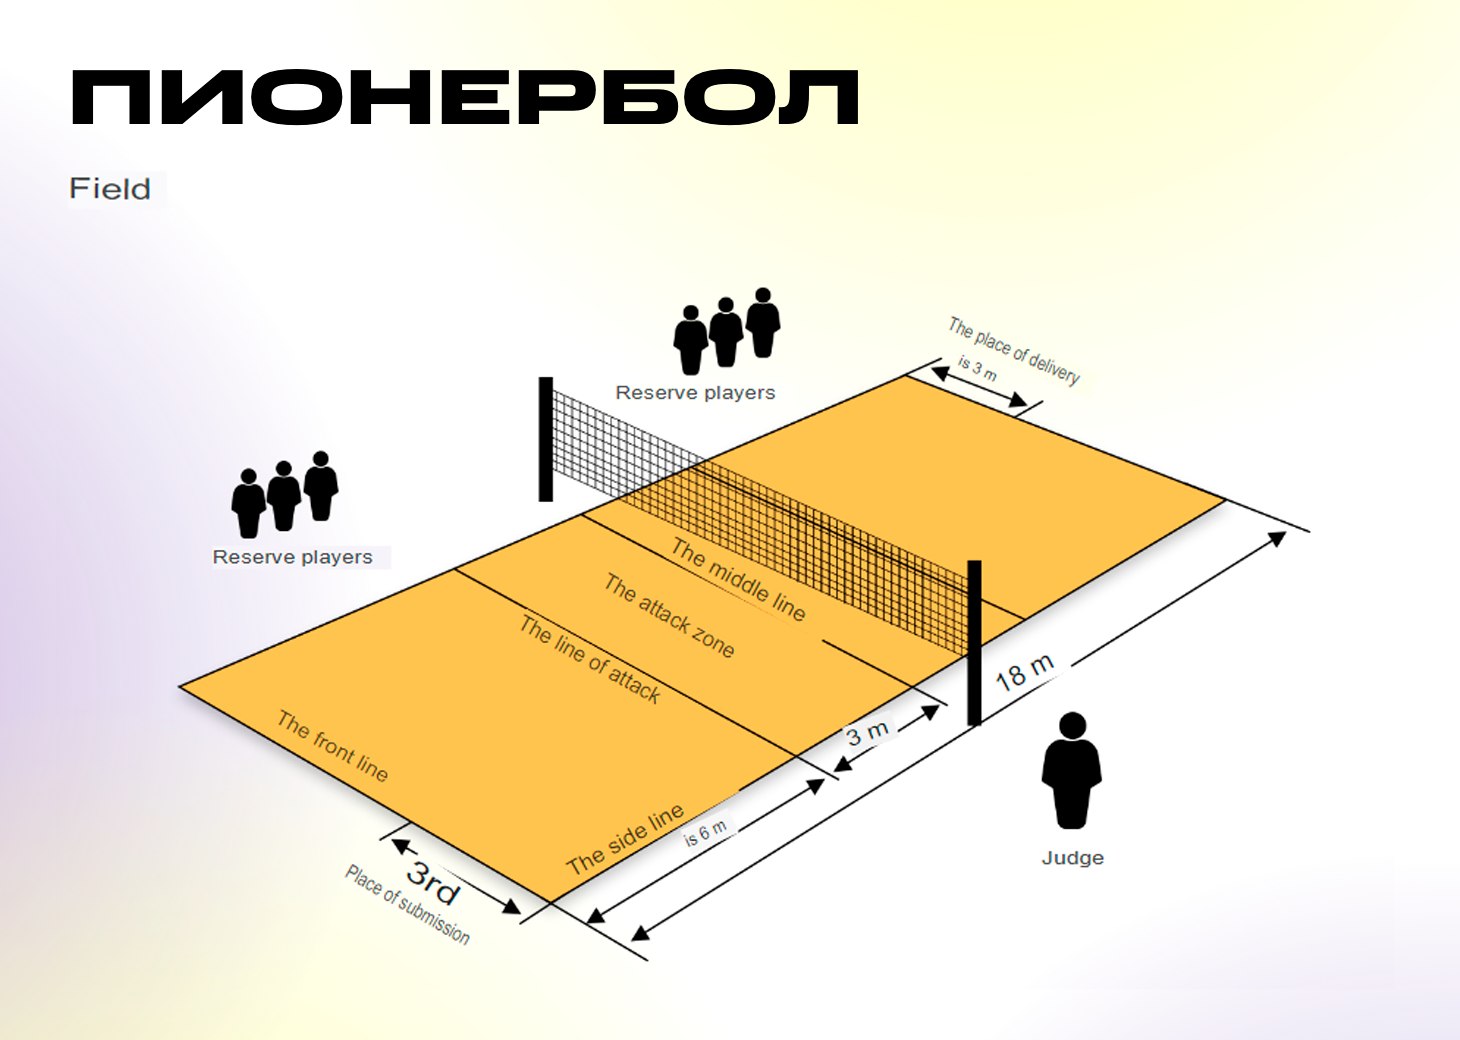 ПИОНЕРБОЛ
Field
The place of delivery
is 3 m
Reserve players
Reserve players
The middle line
The attack zone
The line of attack
18 m
3 m
The front line
The side line
is 6 m
3rd
Place of submission
Judge